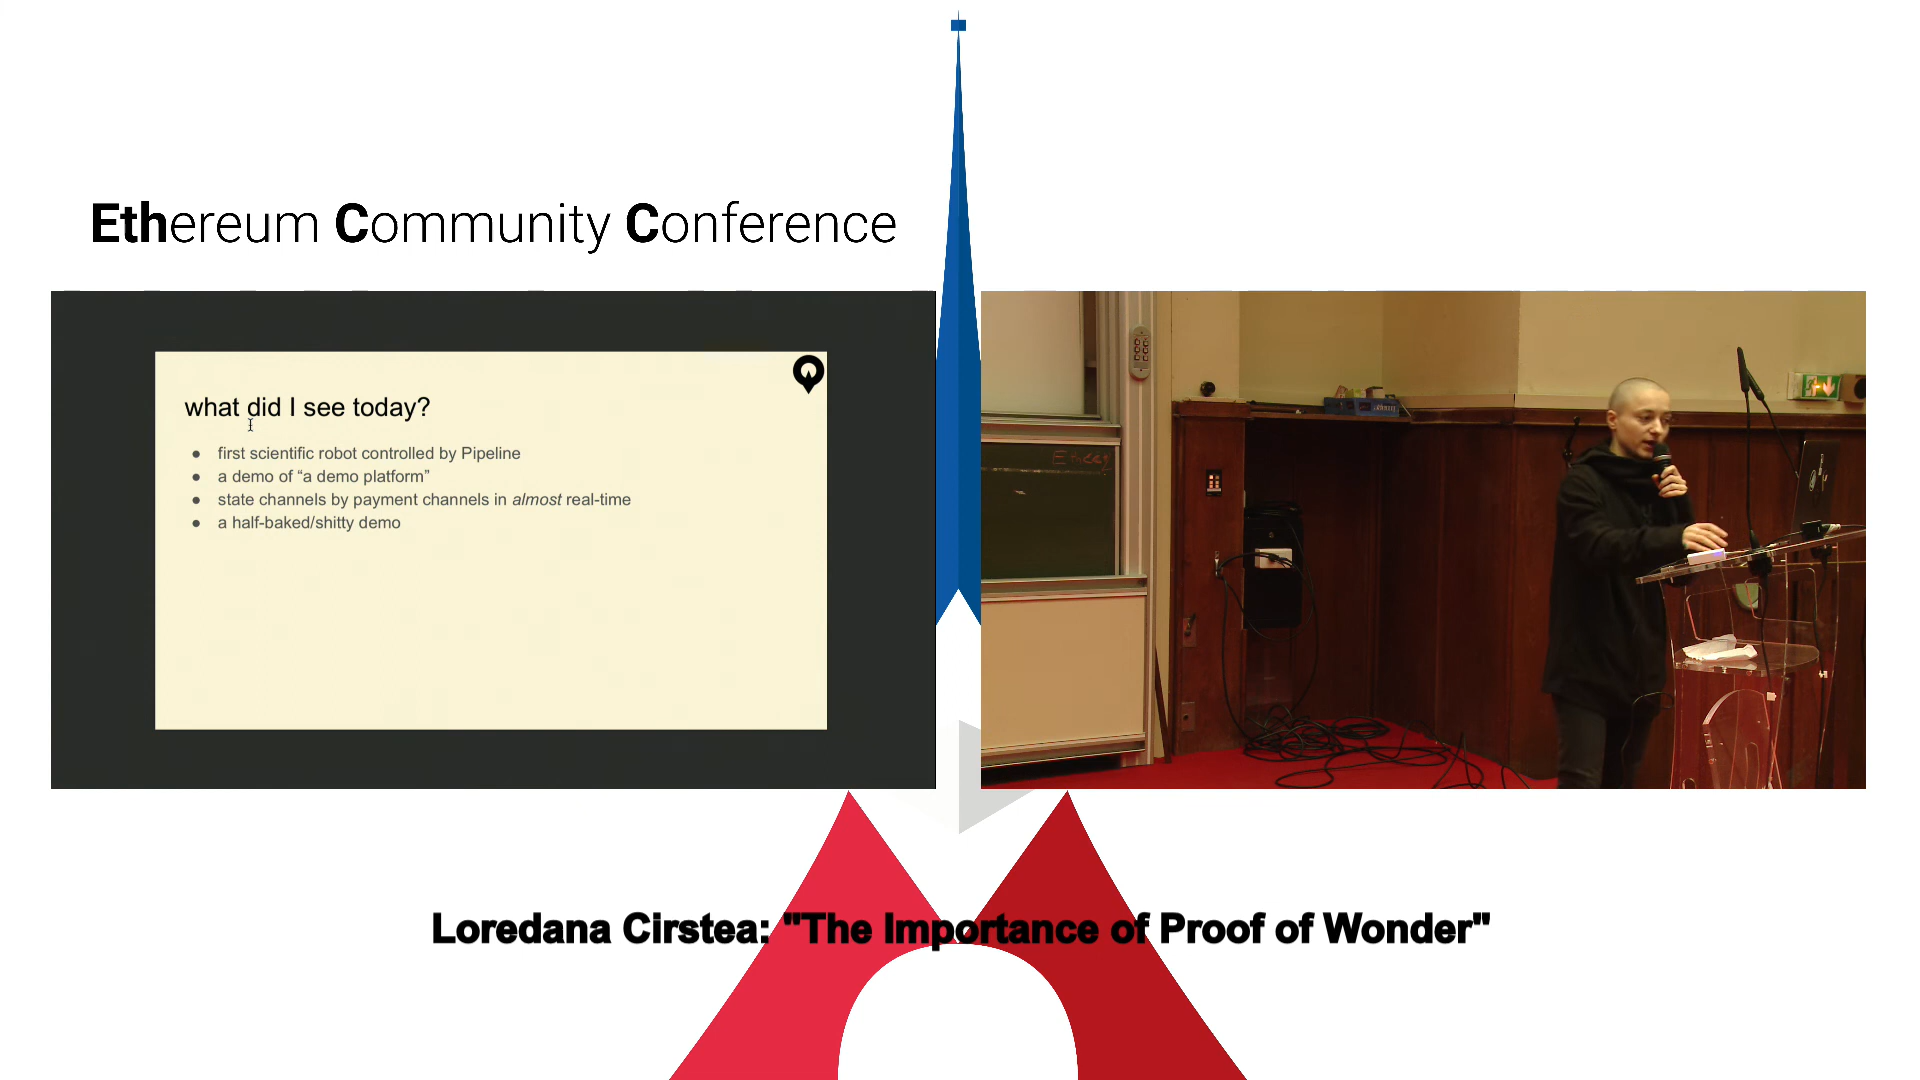 Ethereum Community Conference
what did I see today?
● first scientific robot controlled by Pipeline
● a demo of “a demo platform”
● state channels by payment channels in almost real-time
● a half-baked/shitty demo
Loredana Cirstea: "The Importance of Proof of Wonder"